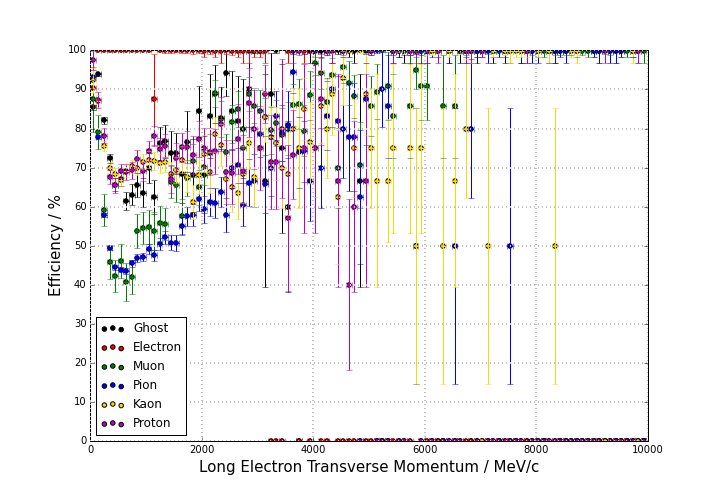 100
90
80
70
60
50
40
30
20
10
0
Efficiency / %
Ghost
Electron
Muon
Pion
Kaon
Proton
0 2000 4000 6000 8000 10000
Long Electron Transverse Momentum / MeV/c